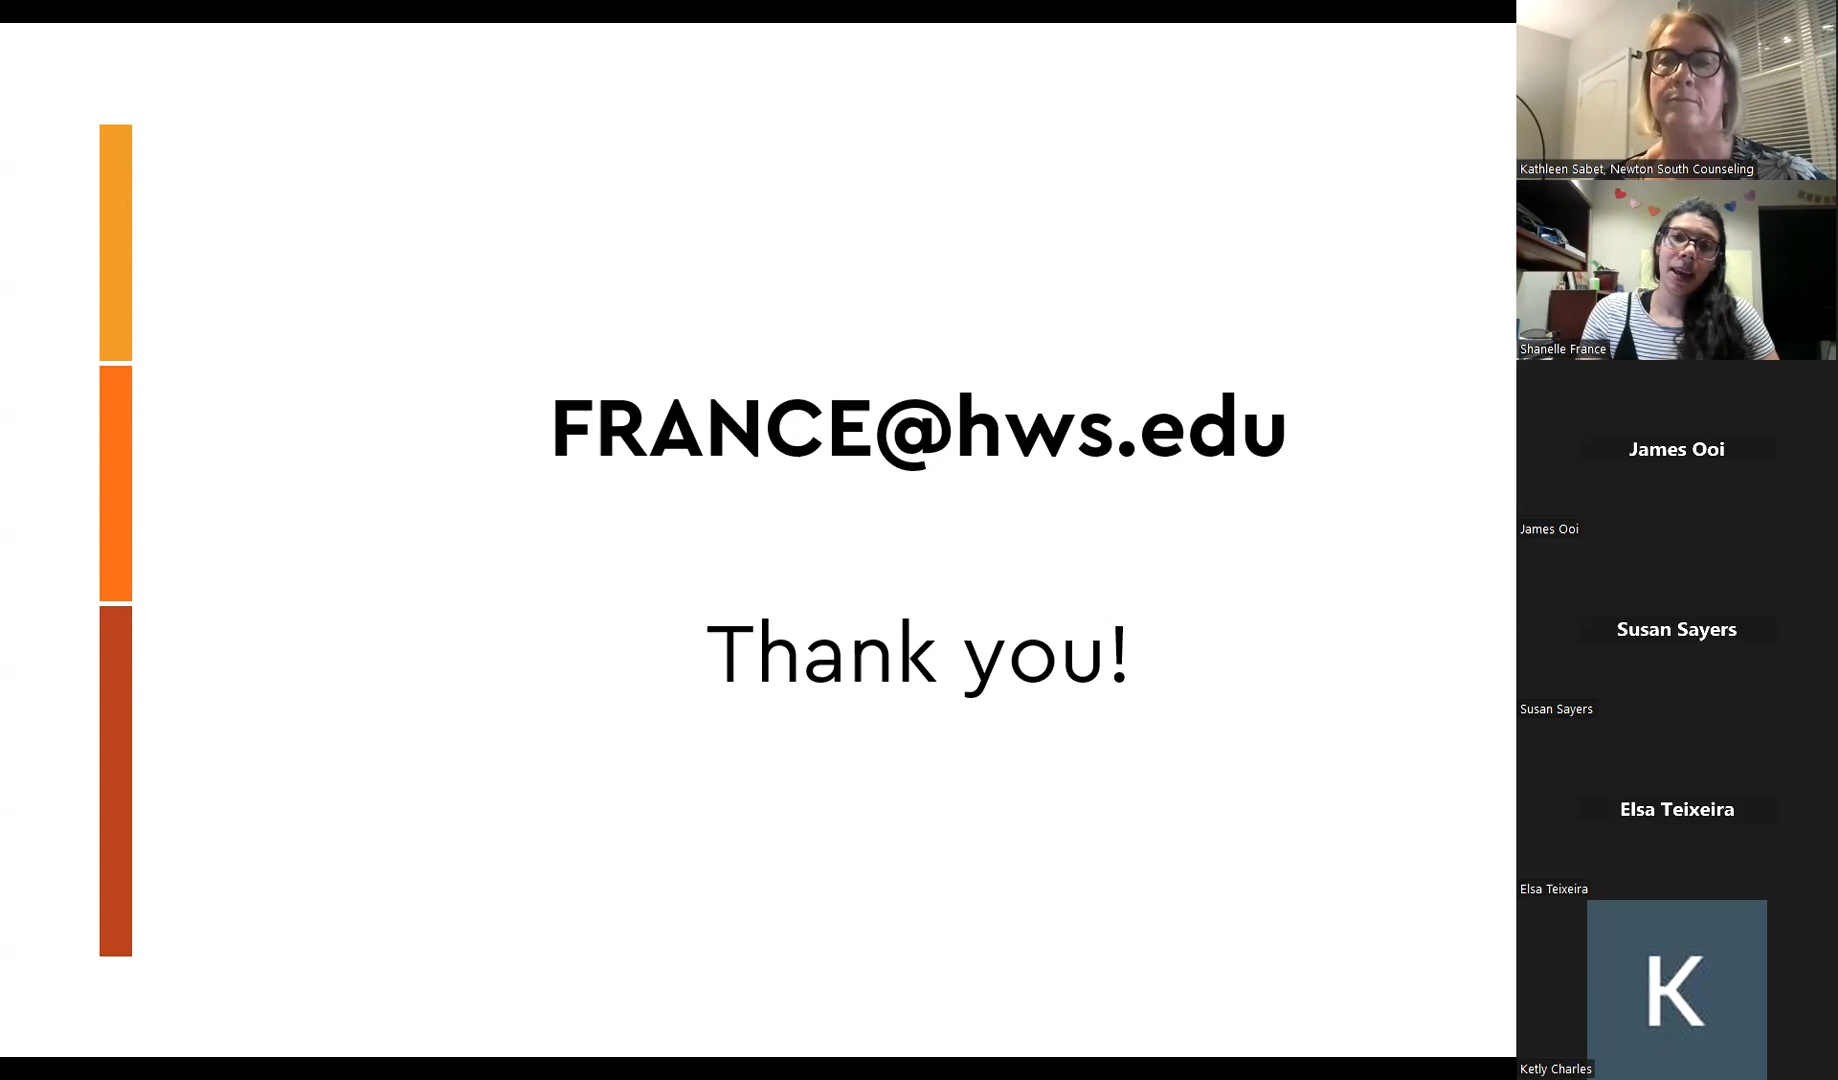 FRANCE@hws.edu
Thank you!
Kathleen Sabet, Newton South Counseling
Shanelle France
James Ooi
James Ooi
Susan Sayers
Susan Sayers
Elsa Teixeira
Elsa Teixeira
K
Ketly Charles